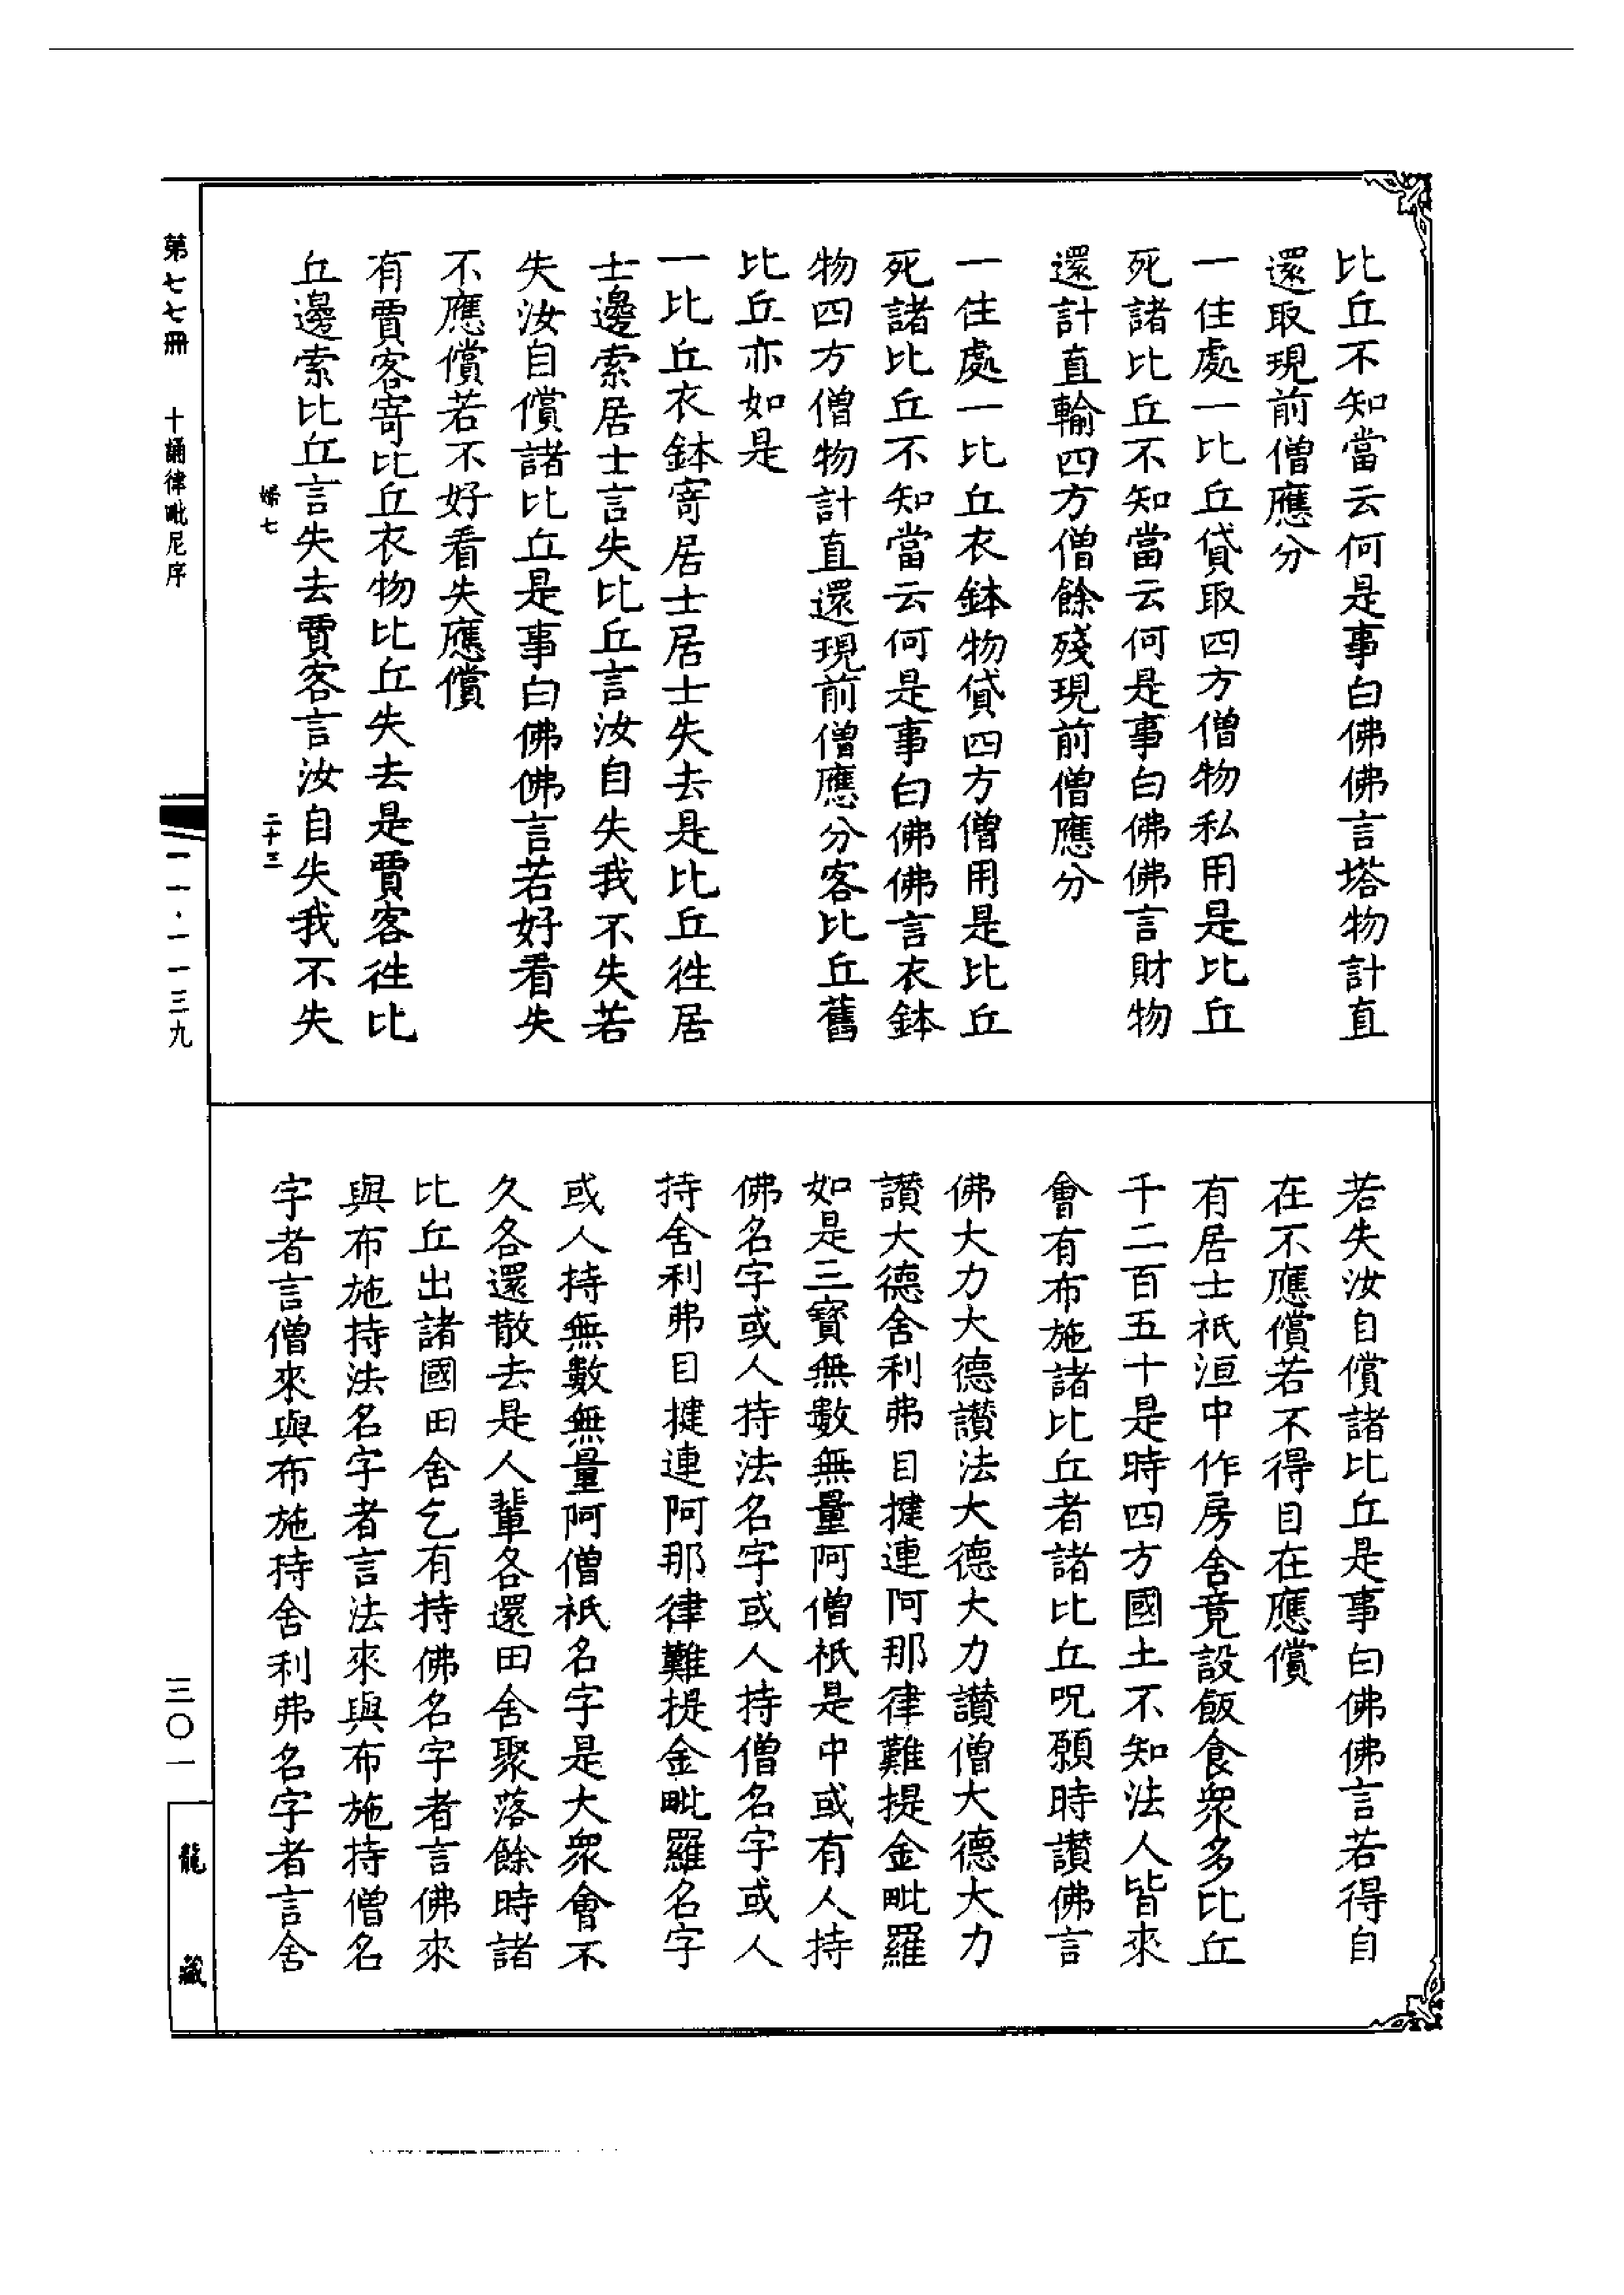 比丘不知當云何是事白佛佛言塔物計直
還取現前僧應分
一住處一比丘貸取四方僧物私用是比丘
死諸比丘不知當云何是事白佛佛言財物
還計直輸四方僧餘殘現前僧應分
一住處一比丘衣鉢物貸四方僧用是比丘
死諸比丘不知當云何是事白佛佛言衣鉢
物四方僧物計直還現前僧應分客比丘舊
比丘亦如是
一比丘衣鉢寄居士居士失去是比丘徃居
士邊索居士言失比丘言汝自失我不失若
失汝自償諸比丘是事白佛佛言若好看失
不應償若不好看失應償
有賈客寄比丘衣物比丘失去是賈客徃比
丘邊索比丘言失去賈客言汝自失我不失
婦七
二十三
若失汝自償諸比丘是事白佛佛言若得自
在不應償若不得自在應償
有居士祇洹中作房舍竟設飯食衆多比丘
千二百五十是時四方國土不知法人皆來
會有布施諸比丘者諸比丘呪願時讚佛言
佛大力大德讚法大德大力讚僧大德大力
讚大德舍利弗目揵連阿那律難提金毗羅
如是三寳無數無量阿僧祇是中或有人持
佛名字或人持法名字或人持僧名字或人
持舍利弗目揵連阿那律難提金毗羅名字
或人持無數無量阿僧祇名字是大衆會不
久各還散去是人輩各還田舍聚落餘時諸
比丘出諸國田舍乞有持佛名字者言佛來
與布施持法名字者言法來與布施持僧名
字者言僧來與布施持舍利弗名字者言舍
第七七冊
十誦律毗尼序
一一·一一三九
三〇一
龍藏